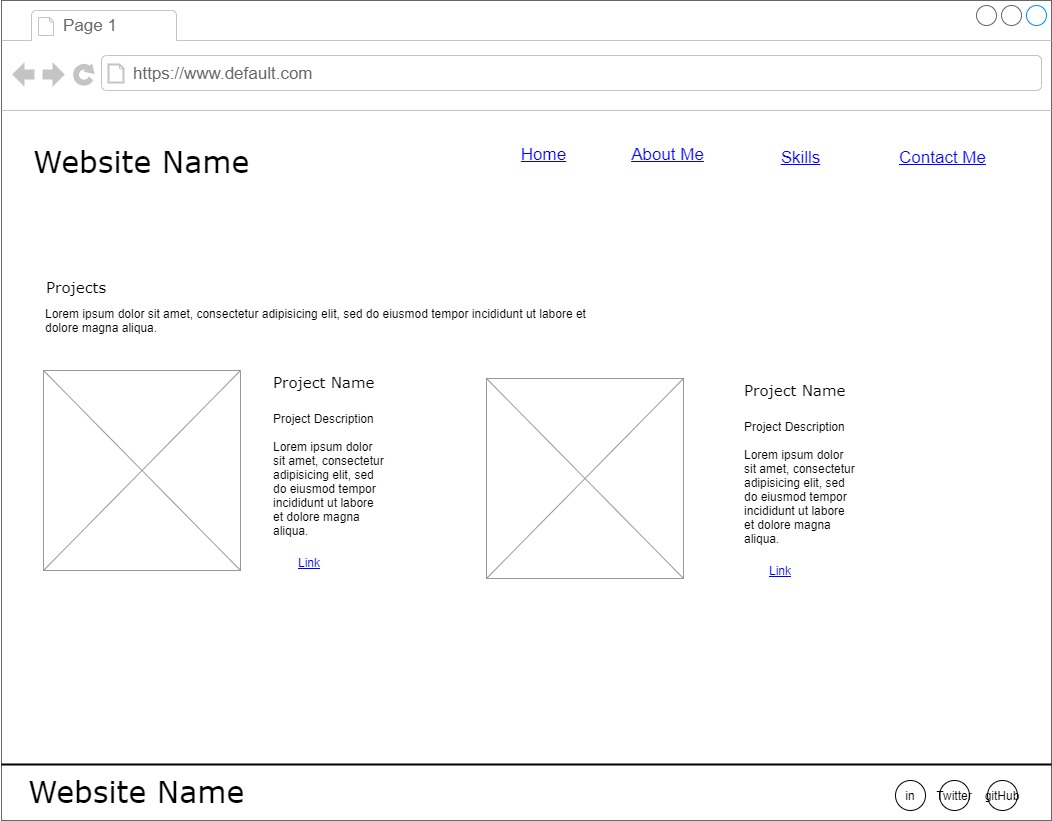 Page 1
https://www.default.com
Website Name
Home
About Me
Skills
Contact Me
Projects
Lorem ipsum dolor sit amet, consectetur adipisicing elit, sed do eiusmod tempor incididunt ut labore et
dolore magna aliqua.
Project Name
Project Description
Lorem ipsum dolor
sit amet, consectetur
adipisicing elit, sed
do eiusmod tempor
incididunt ut labore
et dolore magna
aliqua.
Link
Project Name
Project Description
Lorem ipsum dolor
sit amet, consectetur
adipisicing elit, sed
do eiusmod tempor
incididunt ut labore
et dolore magna
aliqua.
Link
Website Name
in
Twitter
gitHub